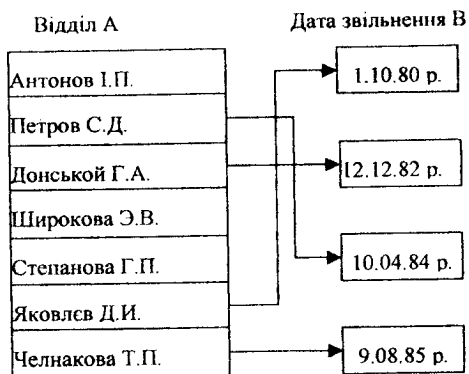 Відділ А
Дата звільнення В
Антонов І.П.
Петров С.Д.
Донськой Г.А.
Широкова Э.В.
Степанова Г.П.
Яковлєв Д.И.
Челнакова Т.П.
1.10.80 р.
12.12.82 р.
10.04.84 р.
9.08.85 р.